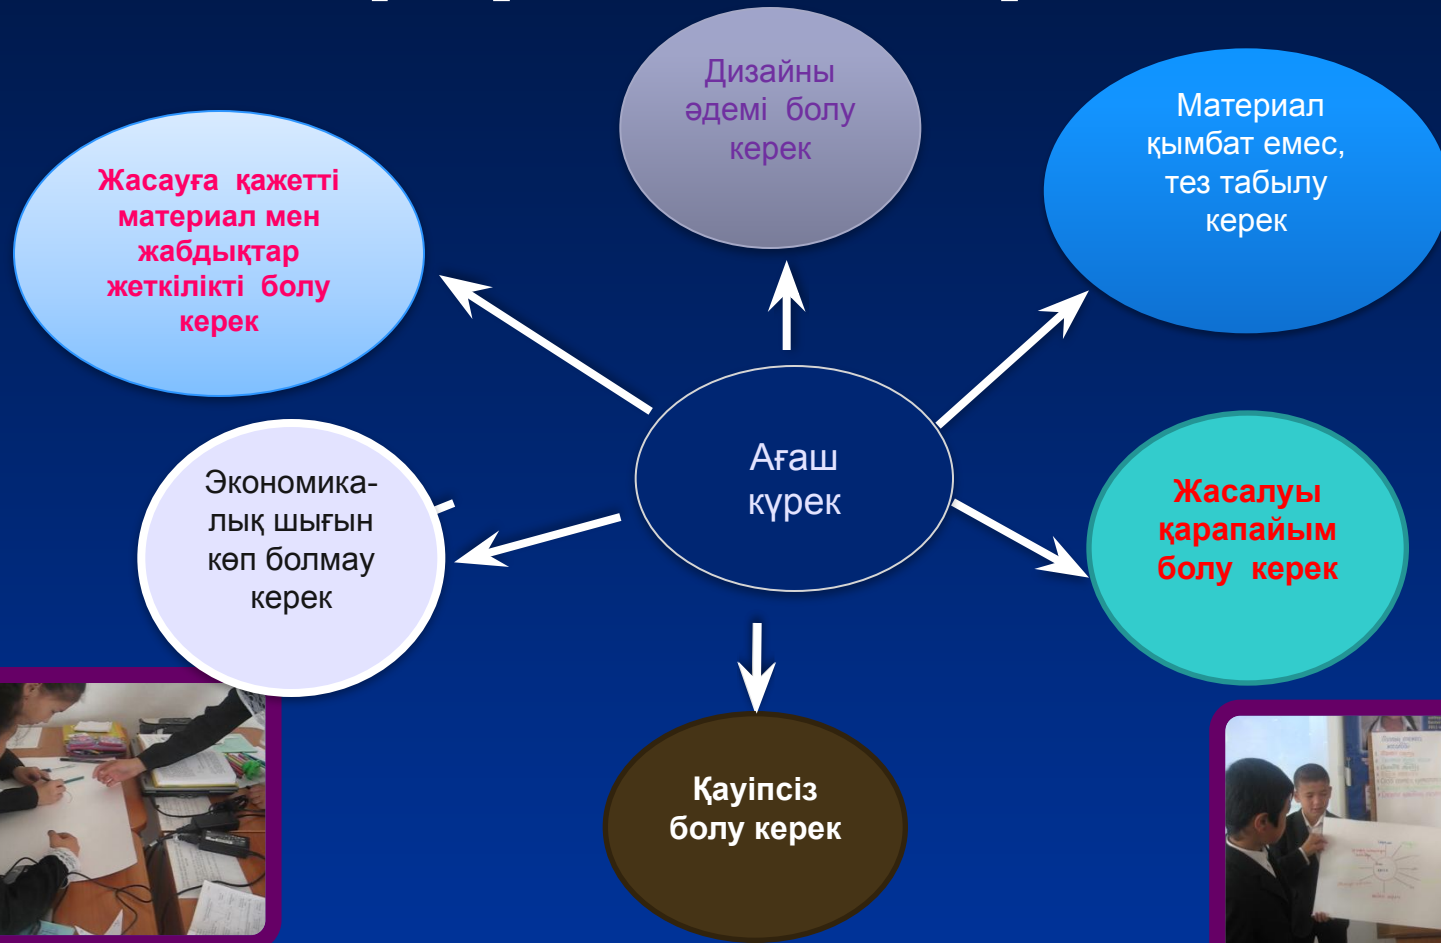 Дизайны
әдемі болу
керек
Материал
қымбат емес,
тез табылу
керек
Жасауға қажетті
материал мен
жабдықтар
жеткілікті болу
керек
Ағаш
күрек
Экономика-
лық шығын
көп болмау
керек
Жасалуы
қарапайым
болу керек
Қауіпсіз
болу керек